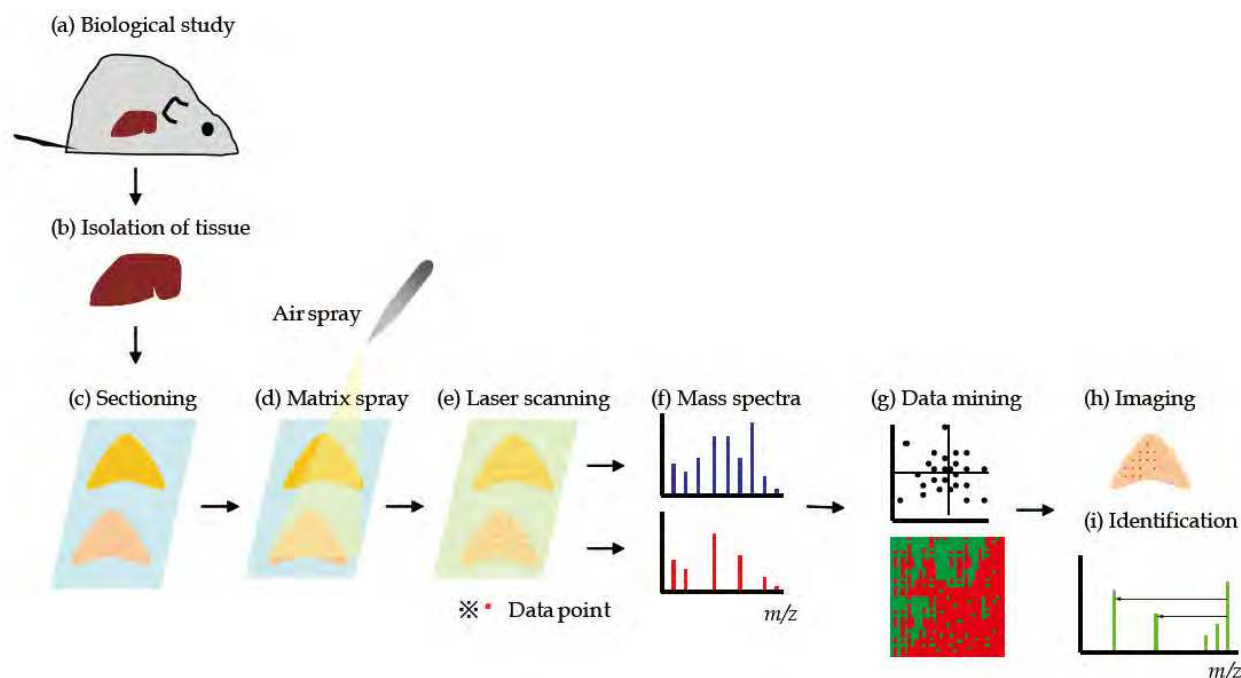 (a) Biological study
(b) Isolation of tissue
Air spray
(c) Sectioning
(d) Matrix spray
(e) Laser scanning
(f) Mass spectra
(g) Data mining
(h) Imaging
(i) Identification
※ Data point
m/z
m/z